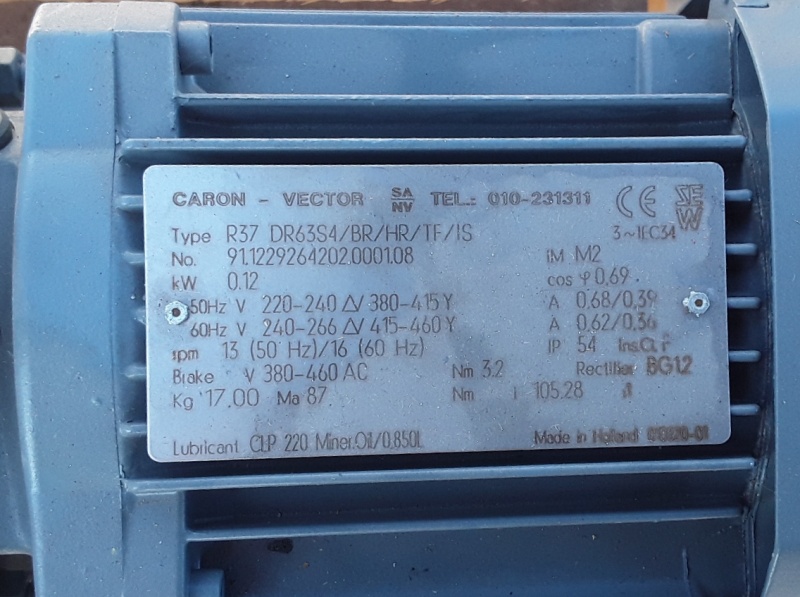 CARON - VECTOR SA NV TEL.: 010-231311 CE SEW
Type R37 DR63S4/BR/HR/TF/IS 3~IEC34
No. 91.1229264202.0001.08 IM M2
kW 0.12 cos φ 0.69
50Hz V 220-240 △/ 380-415 Y A 0.68/0.39
60Hz V 240-266 △/ 415-460 Y A 0.62/0.36
rpm 13 (50 Hz)/16 (60 Hz) IP 54 Ins.Cl. F
Brake V 380-460 AC Nm 3.2 Rectifier BG12
Kg 17.00 Ma 87 Nm i 105.28
Lubricant CLP 220 Miner.Oil/0.850L Made in Holland